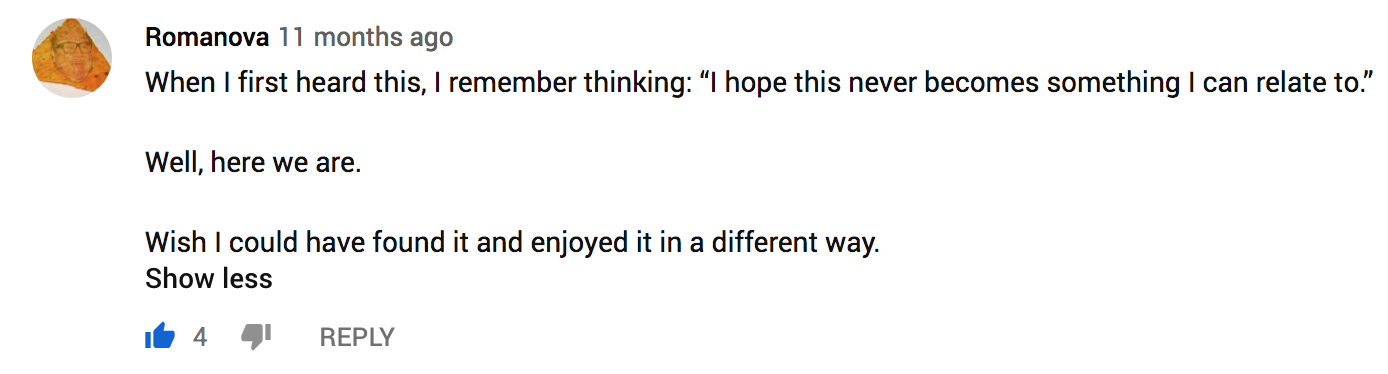 Romanova 11 months ago
When I first heard this, I remember thinking: “I hope this never becomes something I can relate to.”
Well, here we are.
Wish I could have found it and enjoyed it in a different way.
Show less
4 REPLY